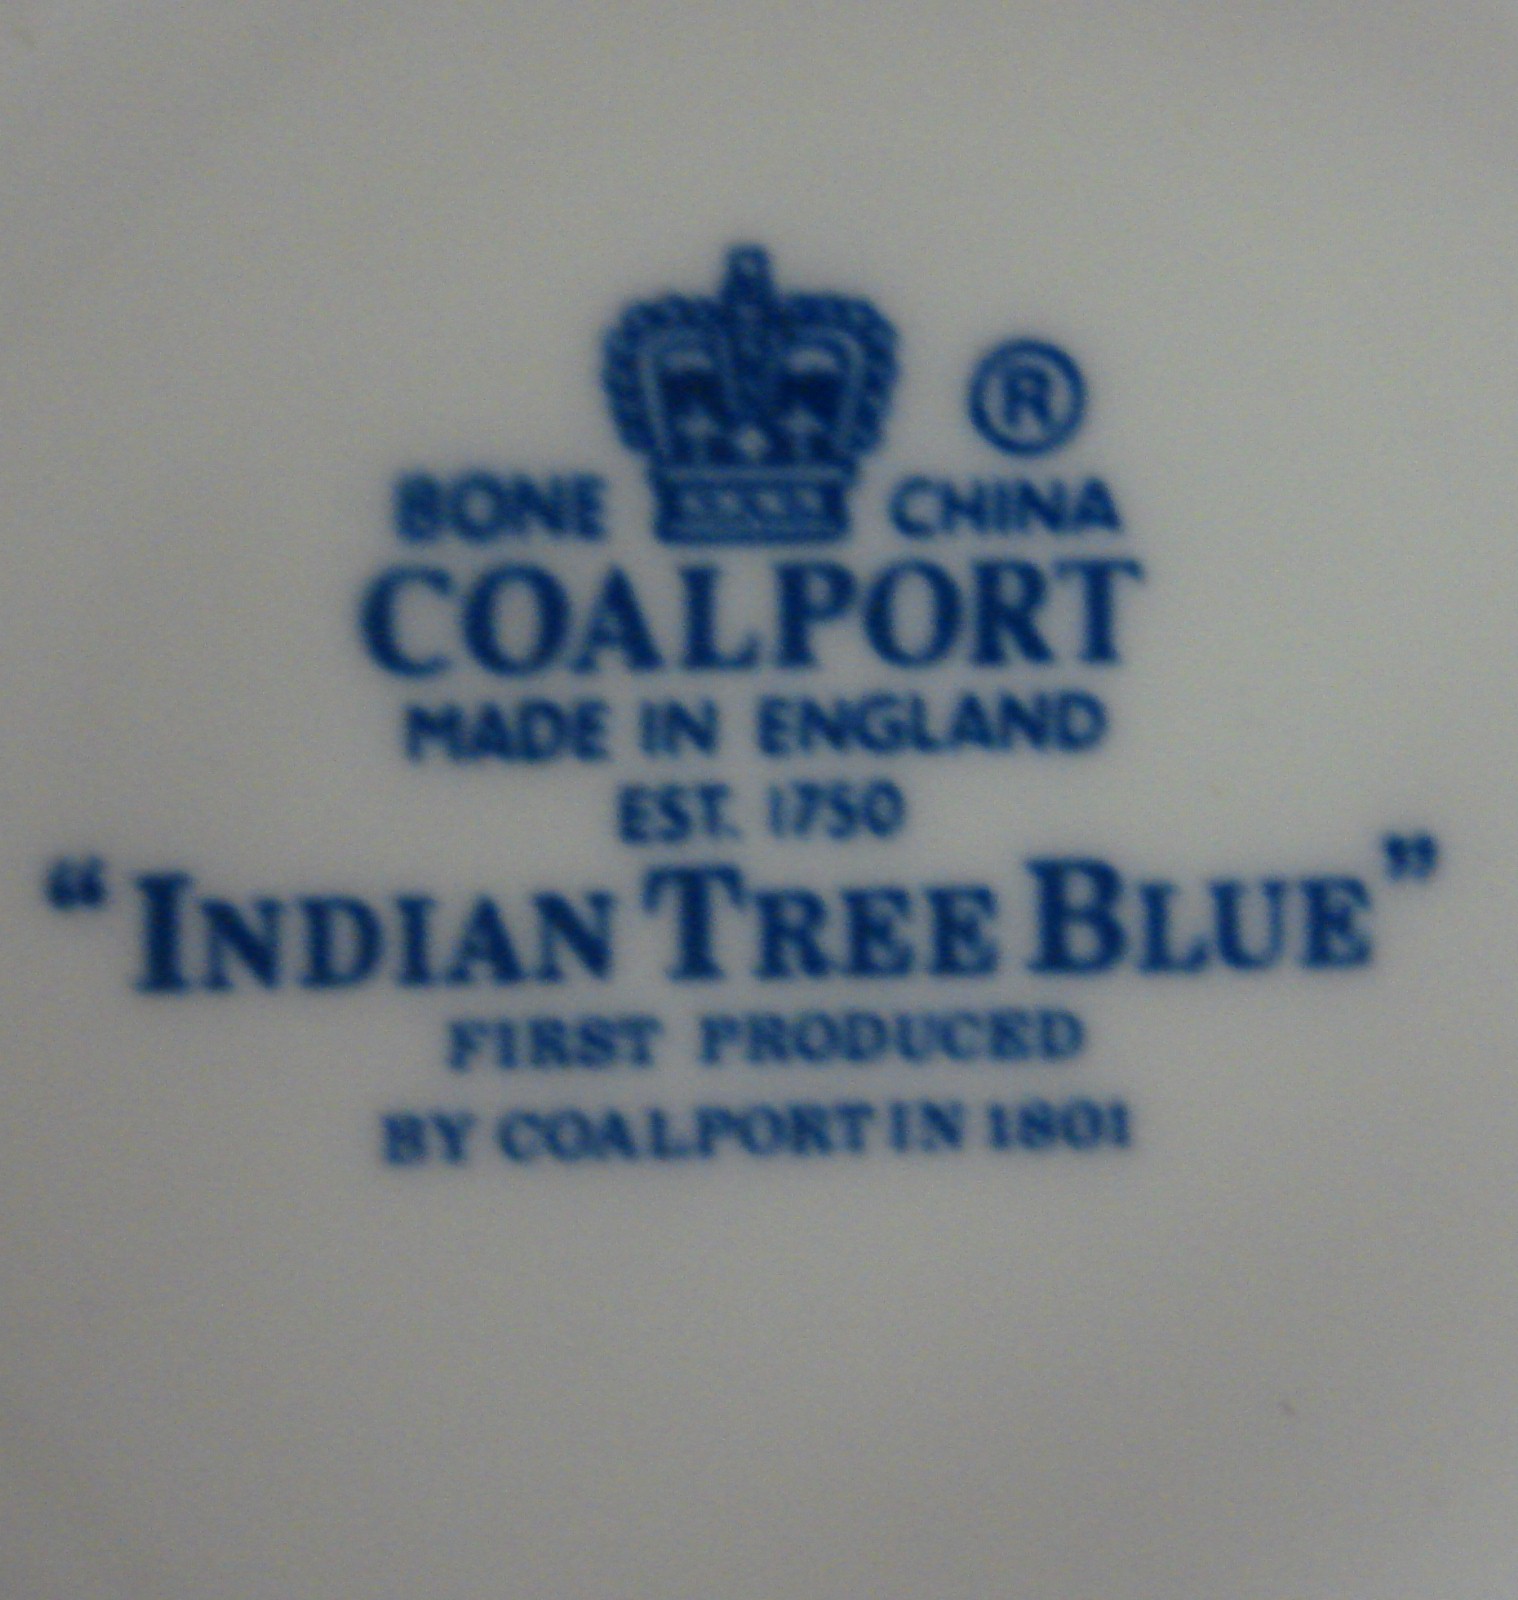 ®
BONE CHINA
COALPORT
MADE IN ENGLAND
EST. 1750
“INDIAN TREE BLUE”
FIRST PRODUCED
BY COALPORT IN 1801